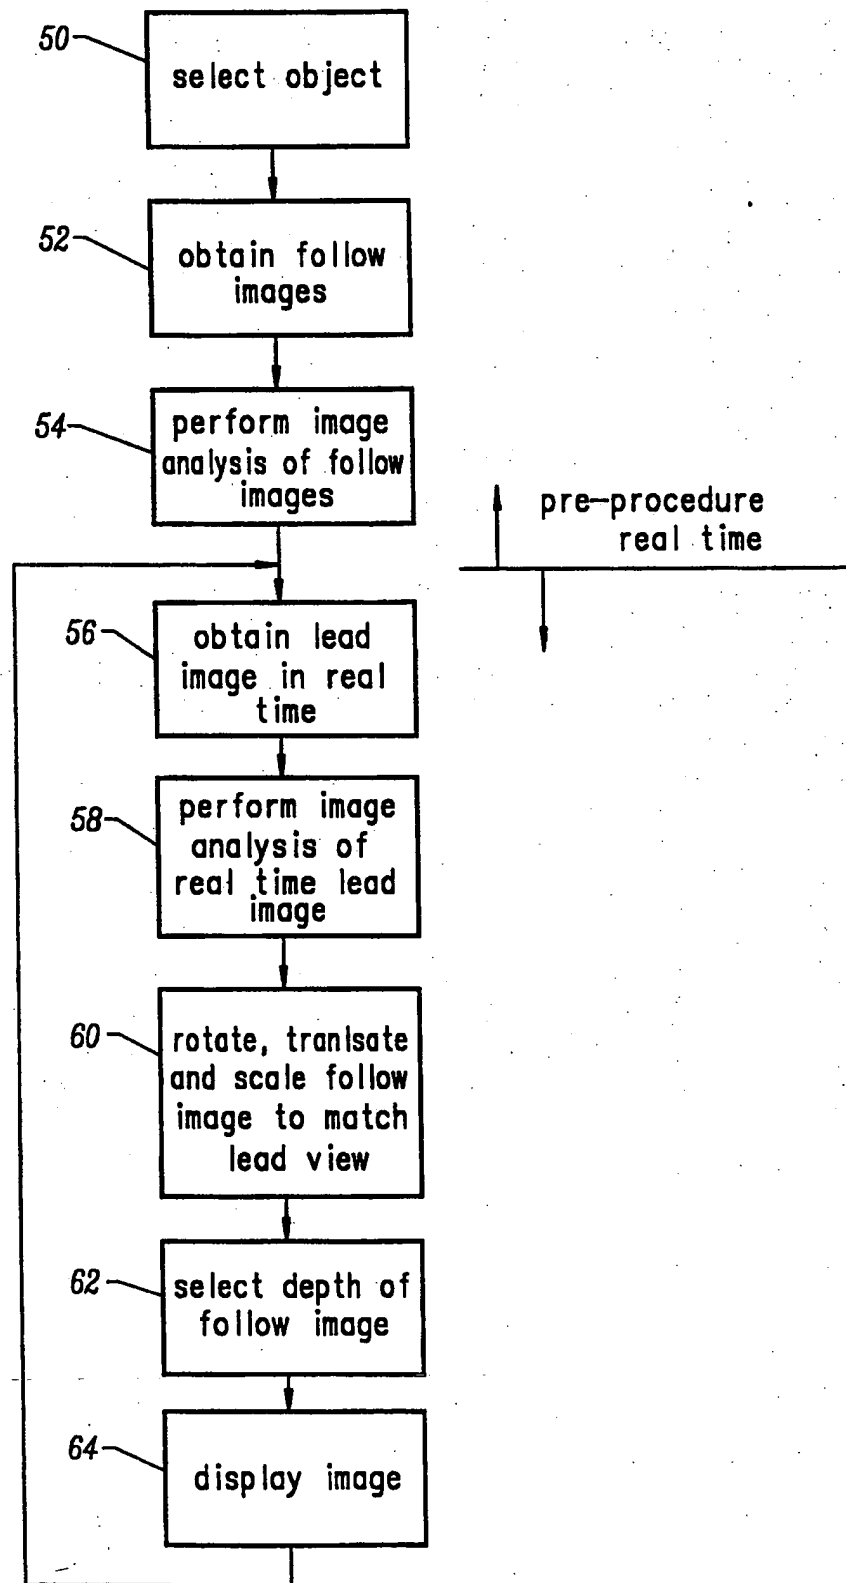 50
select object
52
obtain follow
images
54
perform image
analysis of follow
images
pre-procedure
real time
56
obtain lead
image in real
time
58
perform image
analysis of
real time lead
image
60
rotate, tranlsate
and scale follow
image to match
lead view
62
select depth of
follow image
64
display image